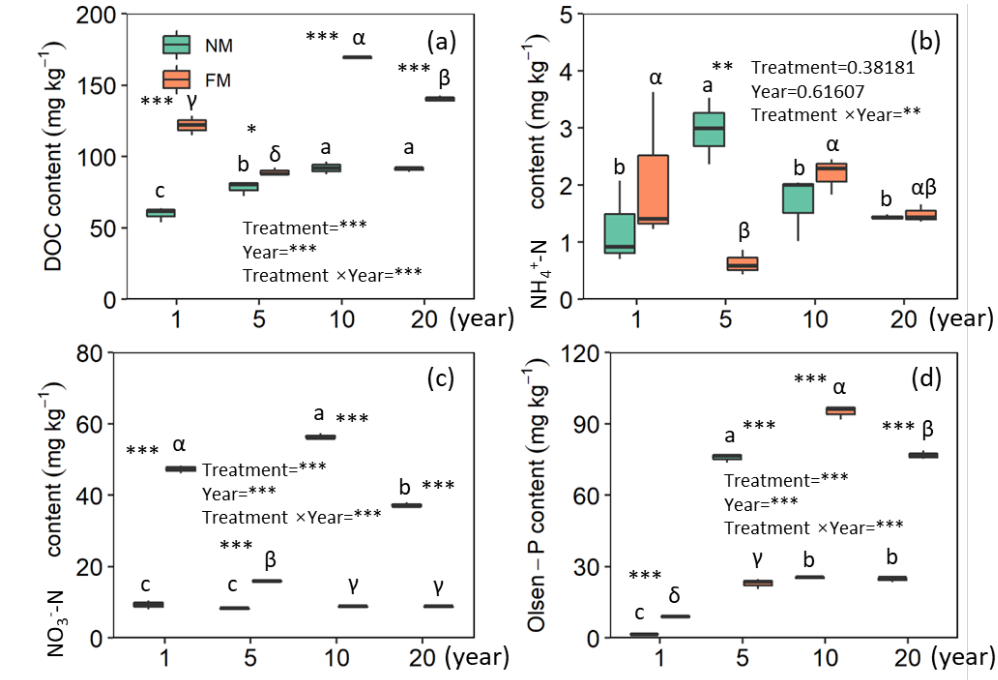 DOC content (mg kg⁻¹)
200
150
100
50
0
NM
FM
(a)
*** γ
*** α
*** β
c
b
* δ
a
a
Treatment=***
Year=***
Treatment ×Year=***
1 5 10 20 (year)
NH₄⁺-N content (mg kg⁻¹)
5
4
3
2
1
0
(b)
Treatment=0.38181
Year=0.61607
Treatment ×Year=**
b
α
a
**
β
b
α
b
αβ
1 5 10 20 (year)
NO₃⁻-N content (mg kg⁻¹)
80
60
40
20
0
(c)
*** α
a ***
b ***
Treatment=***
Year=***
Treatment ×Year=***
c
c
*** β
γ
γ
1 5 10 20 (year)
Olsen – P content (mg kg⁻¹)
120
90
60
30
0
(d)
*** α
a ***
*** β
Treatment=***
Year=***
Treatment ×Year=***
***
c
δ
γ
b
b
1 5 10 20 (year)